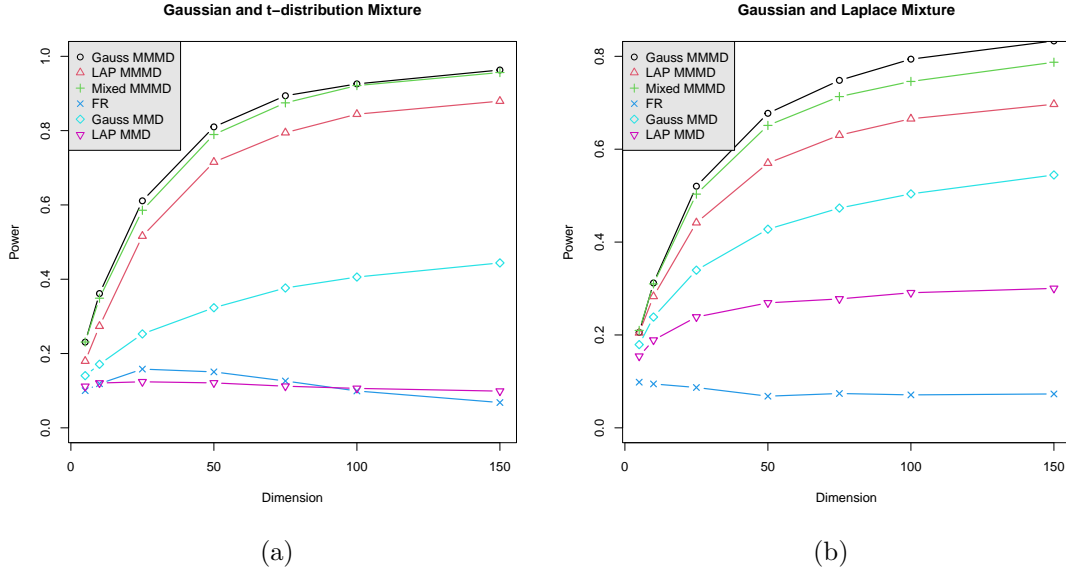 Gaussian and t−distribution Mixture
1.0
0.8
0.6
0.4
0.2
0.0
Power
Gauss MMMD
LAP MMMD
Mixed MMMD
FR
Gauss MMD
LAP MMD
0
50
100
150
Dimension
(a)
Gaussian and Laplace Mixture
0.8
0.6
0.4
0.2
0.0
Power
Gauss MMMD
LAP MMMD
Mixed MMMD
FR
Gauss MMD
LAP MMD
0
50
100
150
Dimension
(b)